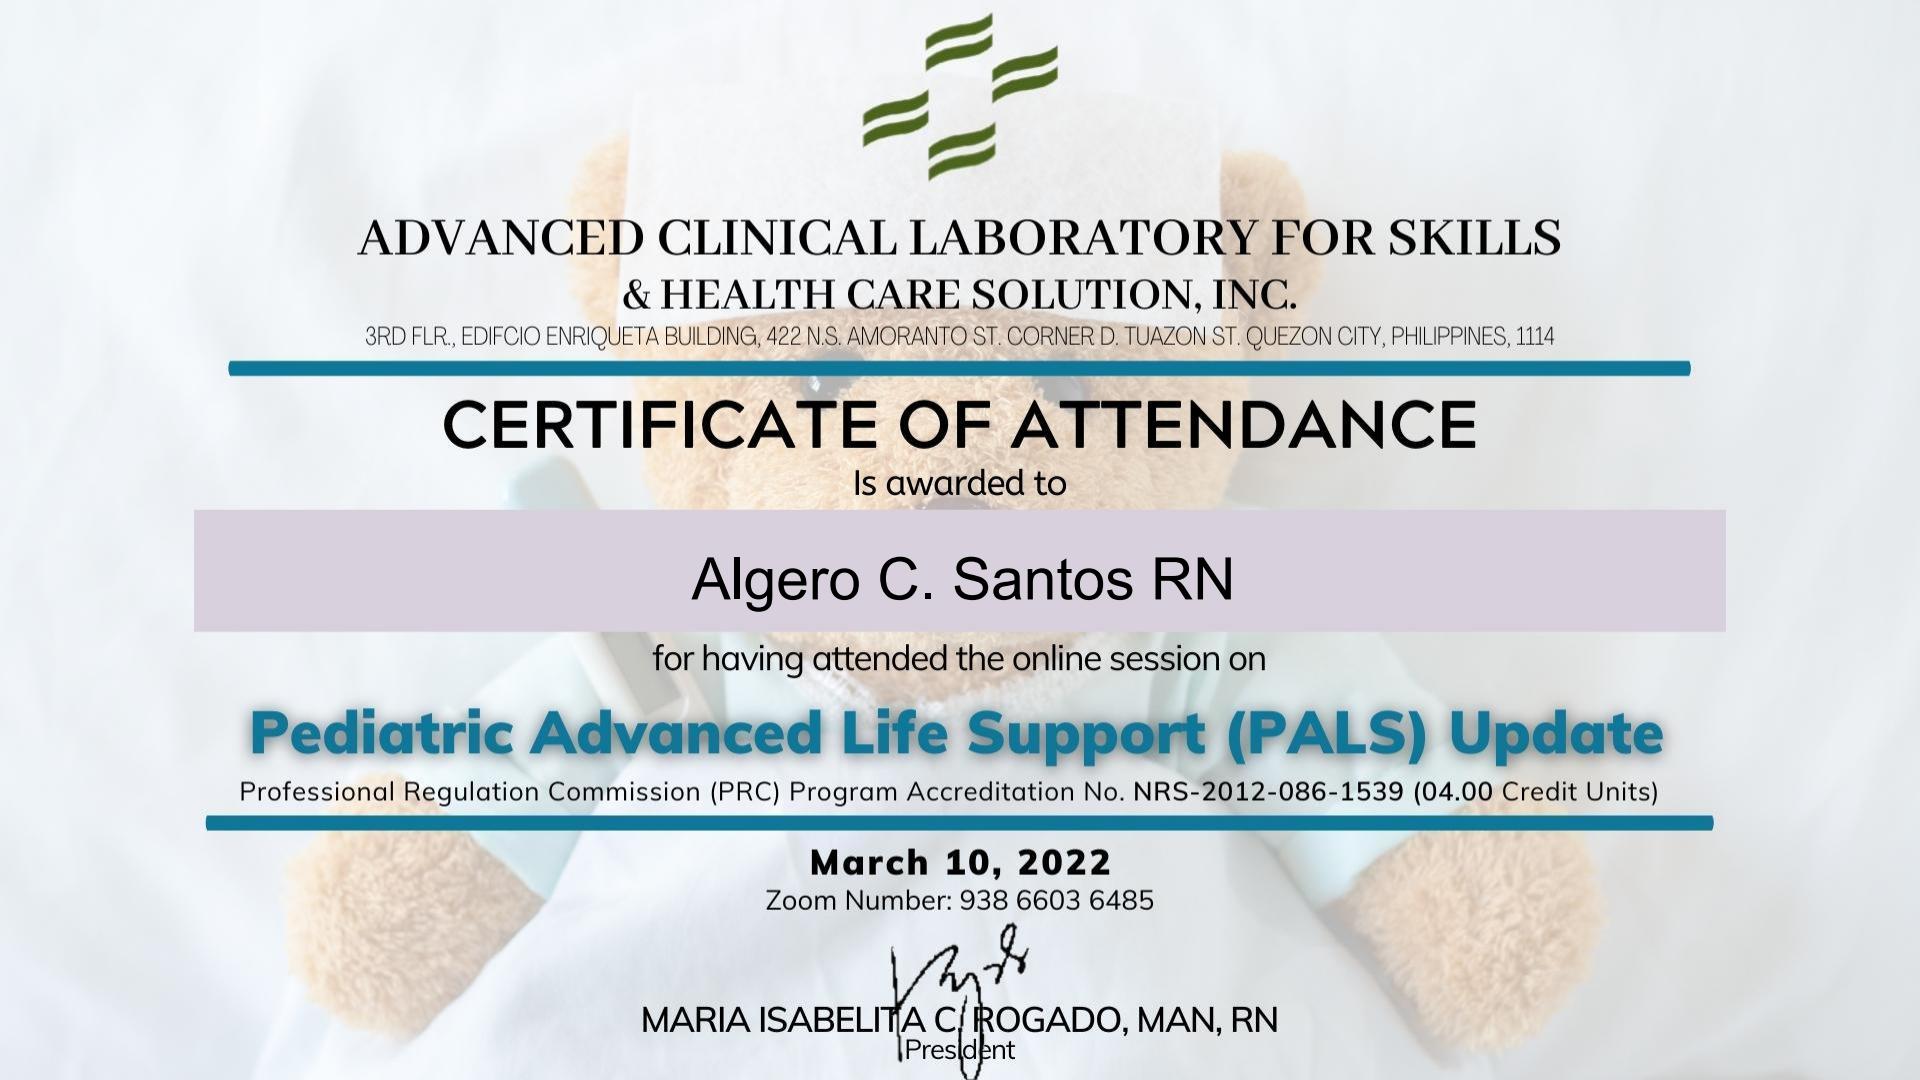 ADVANCED CLINICAL LABORATORY FOR SKILLS
& HEALTH CARE SOLUTION, INC.
3RD FLR., EDIFCIO ENRIQUETA BUILDING, 422 N.S. AMORANTO ST. CORNER D. TUAZON ST. QUEZON CITY, PHILIPPINES, 1114
CERTIFICATE OF ATTENDANCE
Is awarded to
Algero C. Santos RN
for having attended the online session on
Pediatric Advanced Life Support (PALS) Update
Professional Regulation Commission (PRC) Program Accreditation No. NRS-2012-086-1539 (04.00 Credit Units)
March 10, 2022
Zoom Number: 938 6603 6485
MARIA ISABELITA C. ROGADO, MAN, RN
President